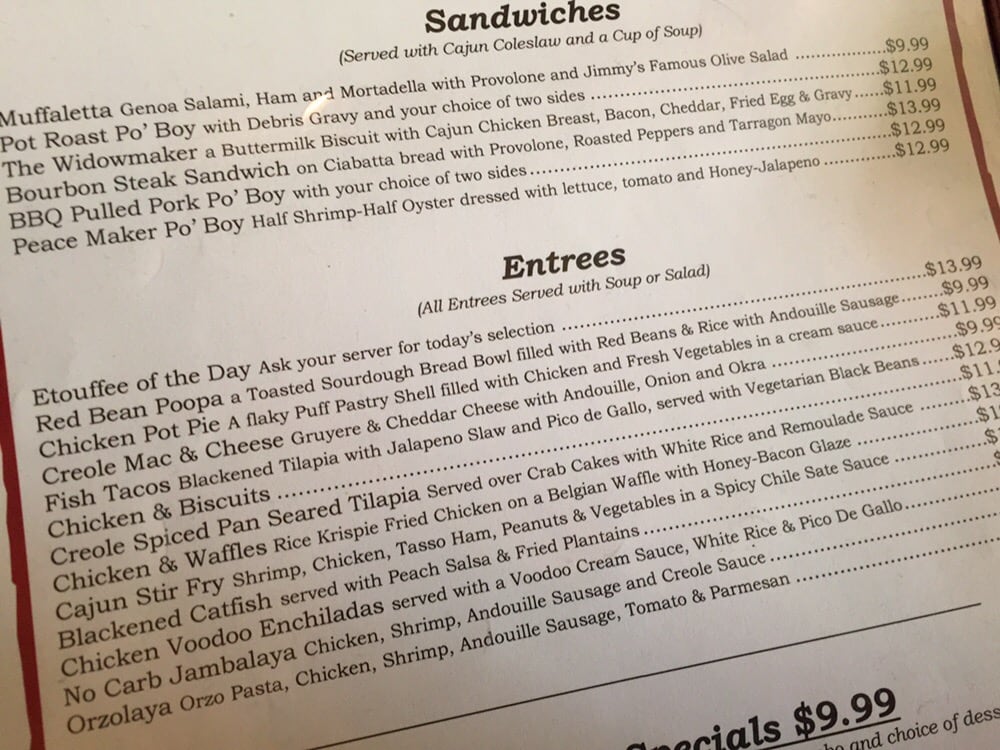 Sandwiches
(Served with Cajun Coleslaw and a Cup of Soup)
Muffaletta Genoa Salami, Ham and Mortadella with Provolone and Jimmy's Famous Olive Salad ..................$9.99
Pot Roast Po' Boy with Debris Gravy and your choice of two sides ..................$12.99
The Widowmaker a Buttermilk Biscuit with Cajun Chicken Breast, Bacon, Cheddar, Fried Egg & Gravy......$11.99
Bourbon Steak Sandwich on Ciabatta bread with Provolone, Roasted Peppers and Tarragon Mayo............$13.99
BBQ Pulled Pork Po' Boy with your choice of two sides..................$12.99
Peace Maker Po' Boy Half Shrimp-Half Oyster dressed with lettuce, tomato and Honey-Jalapeno ...............$12.99
Entrees
(All Entrees Served with Soup or Salad)
Etouffee of the Day Ask your server for today's selection ..................$13.99
Red Bean Poopa a Toasted Sourdough Bread Bowl filled with Red Beans & Rice with Andouille Sausage........$9.99
Chicken Pot Pie A flaky Puff Pastry Shell filled with Chicken and Fresh Vegetables in a cream sauce............$11.99
Creole Mac & Cheese Gruyere & Cheddar Cheese with Andouille, Onion and Okra ..................$9.99
Fish Tacos Blackened Tilapia with Jalapeno Slaw and Pico de Gallo, served with Vegetarian Black Beans ......$12.9
Chicken & Biscuits ..................$11.
Creole Spiced Pan Seared Tilapia Served over Crab Cakes with White Rice and Remoulade Sauce ........$13
Chicken & Waffles Rice Krispie Fried Chicken on a Belgian Waffle with Honey-Bacon Glaze ..................$1
Cajun Stir Fry Shrimp, Chicken, Tasso Ham, Peanuts & Vegetables in a Spicy Chile Sate Sauce ..................$
Blackened Catfish served with Peach Salsa & Fried Plantains ..................$
Chicken Voodoo Enchiladas served with a Voodoo Cream Sauce, White Rice & Pico De Gallo..................
No Carb Jambalaya Chicken, Shrimp, Andouille Sausage and Creole Sauce ..................
Orzolaya Orzo Pasta, Chicken, Shrimp, Andouille Sausage, Tomato & Parmesan ..................
ecials $9.99
and choice of dess